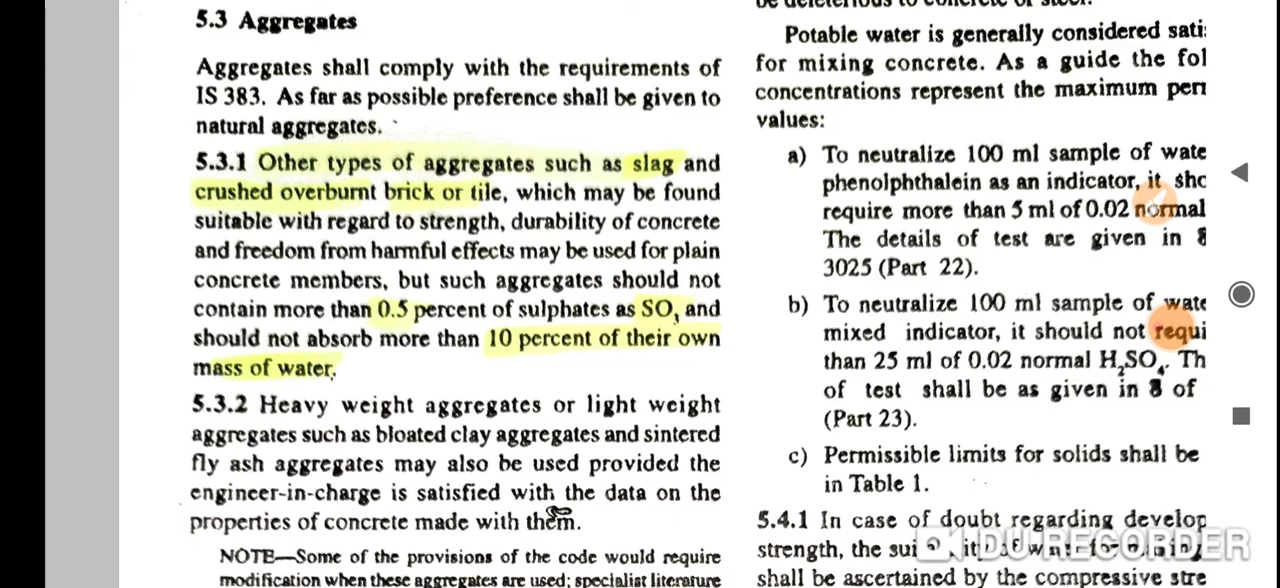 5.3 Aggregates
Aggregates shall comply with the requirements of
IS 383. As far as possible preference shall be given to
natural aggregates.
5.3.1 Other types of aggregates such as slag and
crushed overburnt brick or tile, which may be found
suitable with regard to strength, durability of concrete
and freedom from harmful effects may be used for plain
concrete members, but such aggregates should not
contain more than 0.5 percent of sulphates as SO₃ and
should not absorb more than 10 percent of their own
mass of water.
5.3.2 Heavy weight aggregates or light weight
aggregates such as bloated clay aggregates and sintered
fly ash aggregates may also be used provided the
engineer-in-charge is satisfied with the data on the
properties of concrete made with them.
NOTE—Some of the provisions of the code would require
modification when these aggregates are used; specialist literature
be deleterious to concrete or steel.
Potable water is generally considered
for mixing concrete. As a guide the
concentrations represent the maximum
values:
a) To neutralize 100 ml sample of
phenolphthalein as an indicator, it
require more than 5 ml of 0.02 normal
The details of test are given in 8
3025 (Part 22).
b) To neutralize 100 ml sample of
mixed indicator, it should not
than 25 ml of 0.02 normal H₂SO₄.
of test shall be as given in 8 of
(Part 23).
c) Permissible limits for solids shall be
in Table 1.
5.4.1 In case of doubt regarding
strength, the
shall be ascertained by the compressive
DU RECORDER